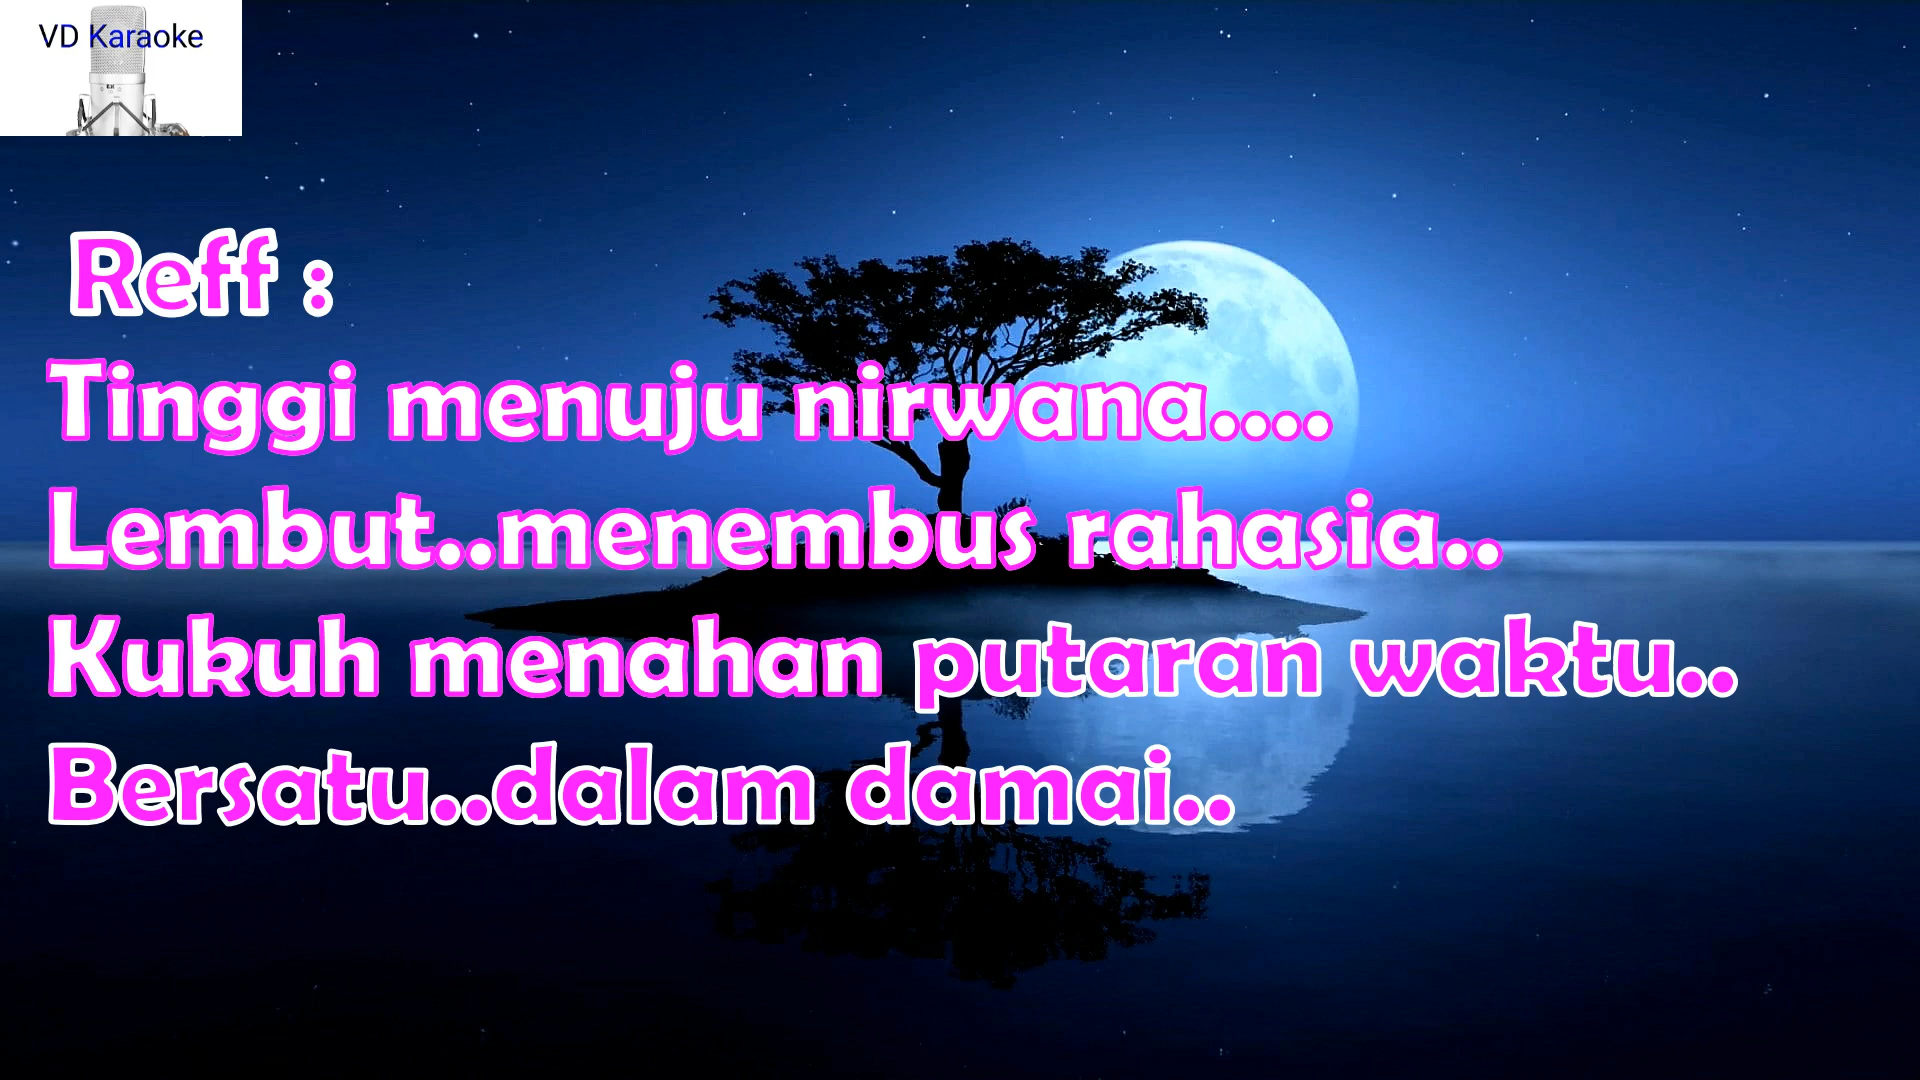 VD Karaoke
Reff :
Tinggi menuju nirwana....
Lembut..menembus rahasia..
Kukuh menahan putaran waktu..
Bersatu..dalam damai..